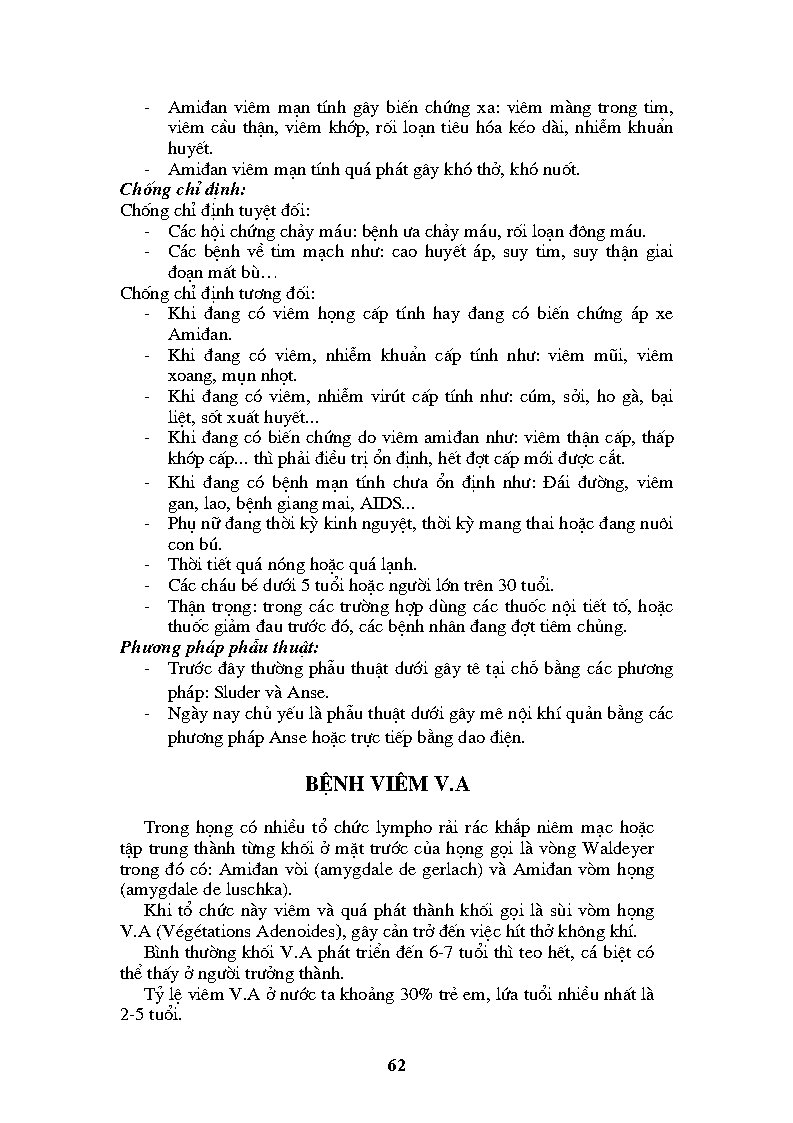 - Amiđan viêm mạn tính gây biến chứng xa: viêm màng trong tim,
viêm cầu thận, viêm khớp, rối loạn tiêu hóa kéo dài, nhiễm khuẩn
huyết.
- Amiđan viêm mạn tính quá phát gây khó thở, khó nuốt.
Chống chỉ định:
Chống chỉ định tuyệt đối:
- Các hội chứng chảy máu: bệnh ưa chảy máu, rối loạn đông máu.
- Các bệnh về tim mạch như: cao huyết áp, suy tim, suy thận giai
đoạn mất bù…
Chống chỉ định tương đối:
- Khi đang có viêm họng cấp tính hay đang có biến chứng áp xe
Amiđan.
- Khi đang có viêm, nhiễm khuẩn cấp tính như: viêm mũi, viêm
xoang, mụn nhọt.
- Khi đang có viêm, nhiễm virút cấp tính như: cúm, sởi, ho gà, bại
liệt, sốt xuất huyết...
- Khi đang có biến chứng do viêm amiđan như: viêm thận cấp, thấp
khớp cấp... thì phải điều trị ổn định, hết đợt cấp mới được cắt.
- Khi đang có bệnh mạn tính chưa ổn định như: Đái đường, viêm
gan, lao, bệnh giang mai, AIDS...
- Phụ nữ đang thời kỳ kinh nguyệt, thời kỳ mang thai hoặc đang nuôi
con bú.
- Thời tiết quá nóng hoặc quá lạnh.
- Các cháu bé dưới 5 tuổi hoặc người lớn trên 30 tuổi.
- Thận trọng: trong các trường hợp dùng các thuốc nội tiết tố, hoặc
thuốc giảm đau trước đó, các bệnh nhân đang đợt tiêm chủng.
Phương pháp phẫu thuật:
- Trước đây thường phẫu thuật dưới gây tê tại chỗ bằng các phương
pháp: Sluder và Anse.
- Ngày nay chủ yếu là phẫu thuật dưới gây mê nội khí quản bằng các
phương pháp Anse hoặc trực tiếp bằng dao điện.
BỆNH VIÊM V.A
Trong họng có nhiều tổ chức lympho rải rác khắp niêm mạc hoặc
tập trung thành từng khối ở mặt trước của họng gọi là vòng Waldeyer
trong đó có: Amiđan vòi (amygdale de gerlach) và Amiđan vòm họng
(amygdale de luschka).
Khi tổ chức này viêm và quá phát thành khối gọi là sùi vòm họng
V.A (Végétations Adenoides), gây cản trở đến việc hít thở không khí.
Bình thường khối V.A phát triển đến 6-7 tuổi thì teo hết, cá biệt có
thể thấy ở người trưởng thành.
Tỷ lệ viêm V.A ở nước ta khoảng 30% trẻ em, lứa tuổi nhiều nhất là
2-5 tuổi.
62